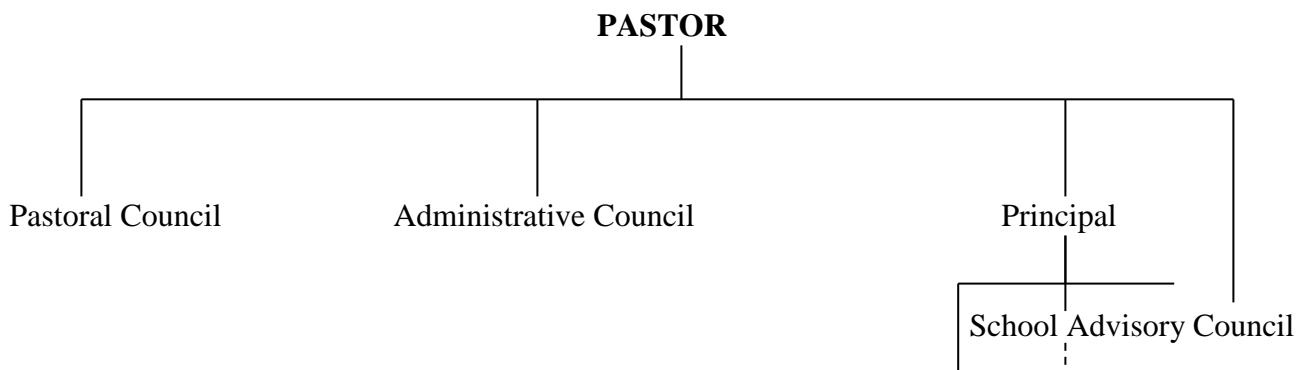 PASTOR
Pastoral Council
Administrative Council
Principal
School Advisory Council